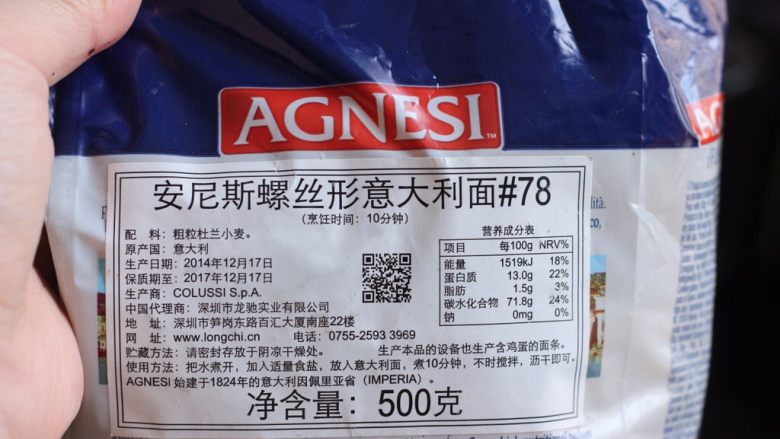 AGNESI™
AG
安尼斯螺丝形意大利面#78
（烹饪时间：10分钟）
配　料：粗粒杜兰小麦。
原产国：意大利
生产日期：2014年12月17日
保质期至：2017年12月17日
生产商：COLUSSI S.p.A.
中国代理商：深圳市龙驰实业有限公司
地　址：深圳市笋岗东路百汇大厦南座22楼
网　址：www.longchi.cn　电话：0755-2593 3969
贮藏方法：请密封存放于阴凉干燥处。　生产本品的设备也生产含鸡蛋的面条。
使用方法：把水煮开，加入适量食盐，放入意大利面，煮10分钟，不时搅拌，沥干即可。
AGNESI 始建于1824年的意大利因佩里亚省（IMPERIA）。
净含量：500克
营养成分表
项目 每100g NRV%
能量 1519kJ 18%
蛋白质 13.0g 22%
脂肪 1.5g 3%
碳水化合物 71.8g 24%
钠 0mg 0%
lità.
co,